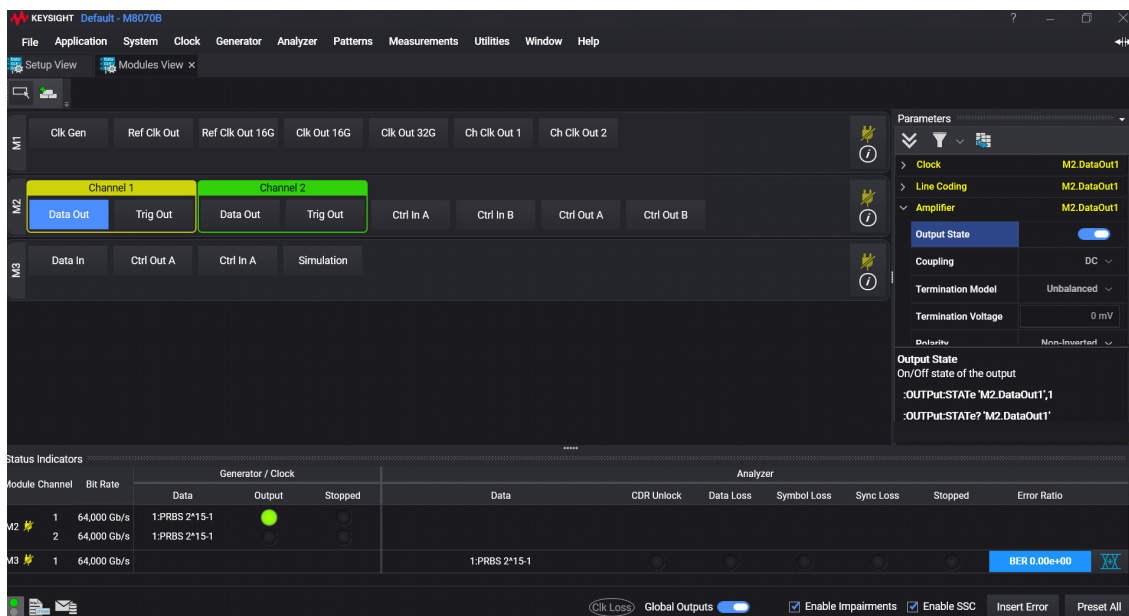 KEYSIGHT Default - M8070B ?
File Application System Clock Generator Analyzer Patterns Measurements Utilities Window Help
Setup View Modules View ×
M1 Clk Gen Ref Clk Out Ref Clk Out 16G Clk Out 16G Clk Out 32G Ch Clk Out 1 Ch Clk Out 2
Channel 1 Channel 2
M2 Data Out Trig Out Data Out Trig Out Ctrl In A Ctrl In B Ctrl Out A Ctrl Out B
M3 Data In Ctrl Out A Ctrl In A Simulation
Parameters
Clock M2.DataOut1
Line Coding M2.DataOut1
Amplifier M2.DataOut1
Output State
Coupling DC
Termination Model Unbalanced
Termination Voltage 0 mV
Polarity Non-Inverted
Output State
On/Off state of the output
:OUTPut:STATe 'M2.DataOut1',1
:OUTPut:STATe? 'M2.DataOut1'
Status Indicators
Generator / Clock Analyzer
Module Channel Bit Rate Data Output Stopped Data CDR Unlock Data Loss Symbol Loss Sync Loss Stopped Error Ratio
M2 1 64,000 Gb/s 1:PRBS 2^15-1
2 64,000 Gb/s 1:PRBS 2^15-1
M3 1 64,000 Gb/s 1:PRBS 2^15-1 BER 0.00e+00
Clk Loss Global Outputs Enable Impairments Enable SSC Insert Error Preset All